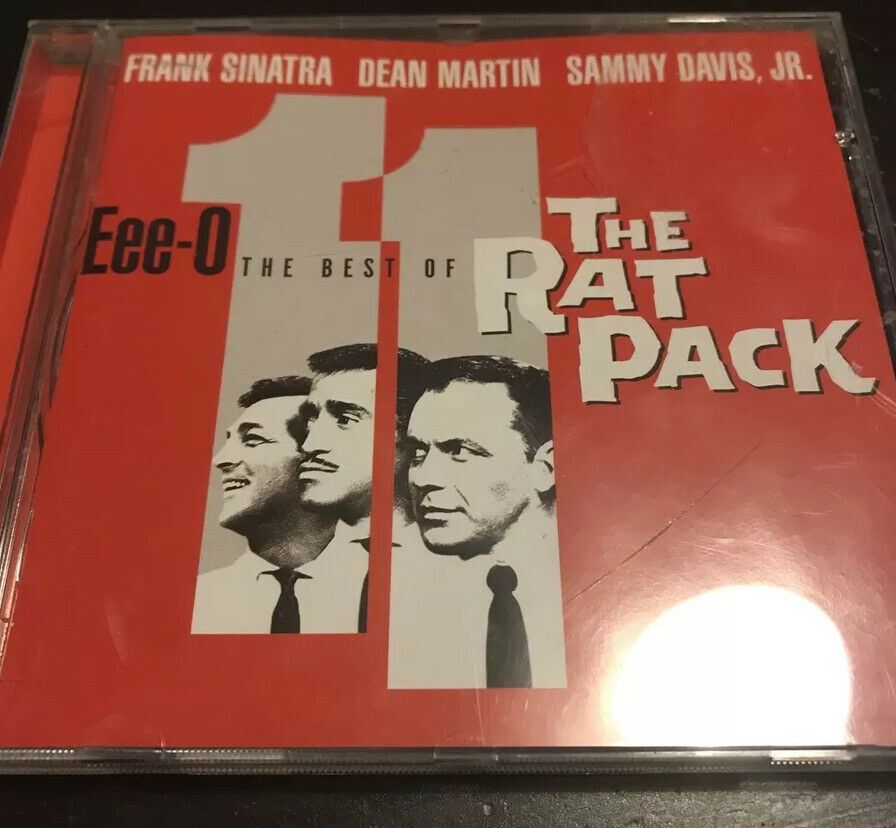 FRANK SINATRA DEAN MARTIN SAMMY DAVIS, JR.
Eee-O 11
THE BEST OF
THE
RAT
PACK